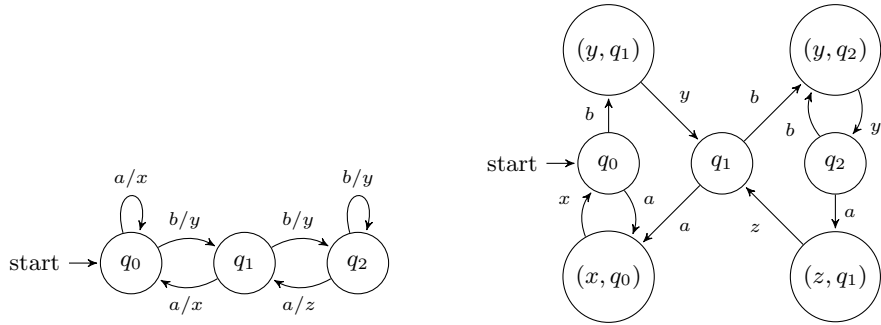 a/x
b/y
b/y
b/y
start
q0
q1
q2
a/x
a/z
(y, q1)
(y, q2)
b
y
b
b
y
start
q0
q1
q2
x
a
a
z
a
(x, q0)
(z, q1)